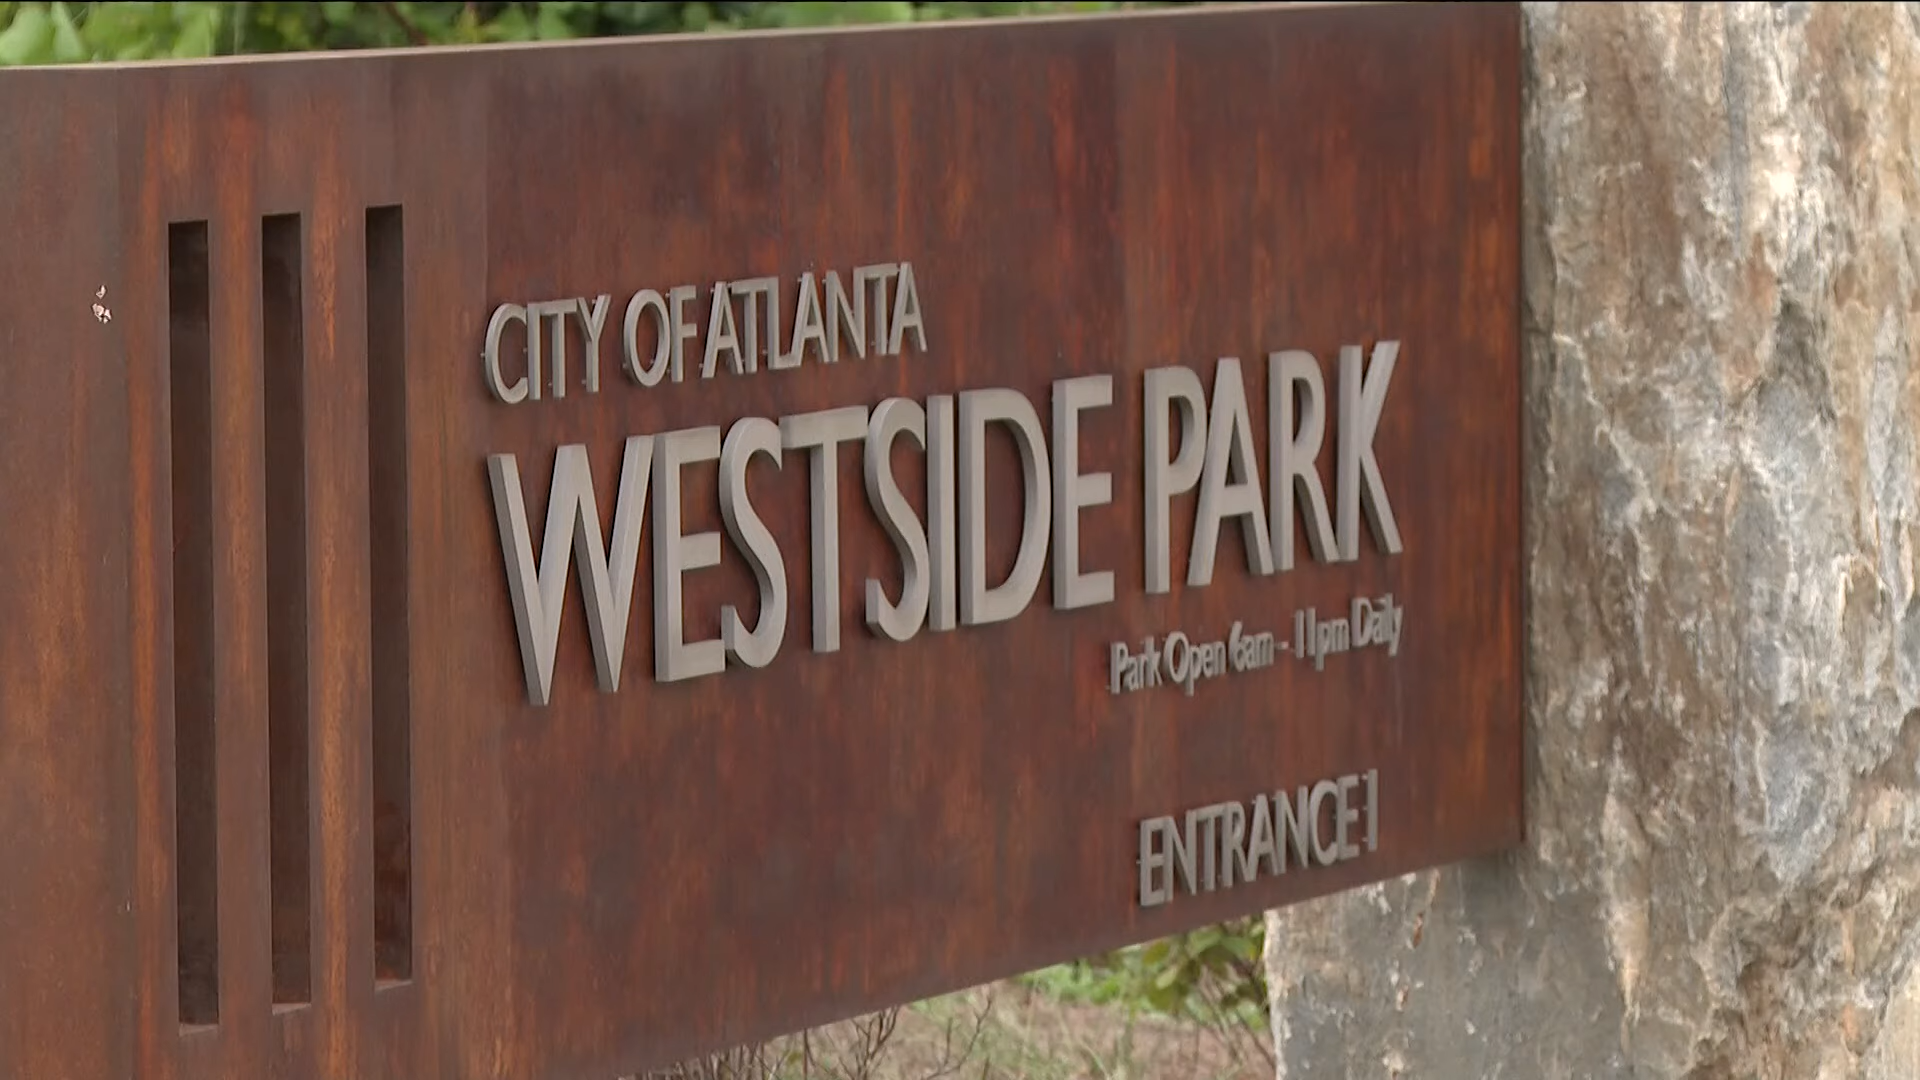 CITY OF ATLANTA
WESTSIDE PARK
Park Open 6am - 11pm Daily
ENTRANCE 1